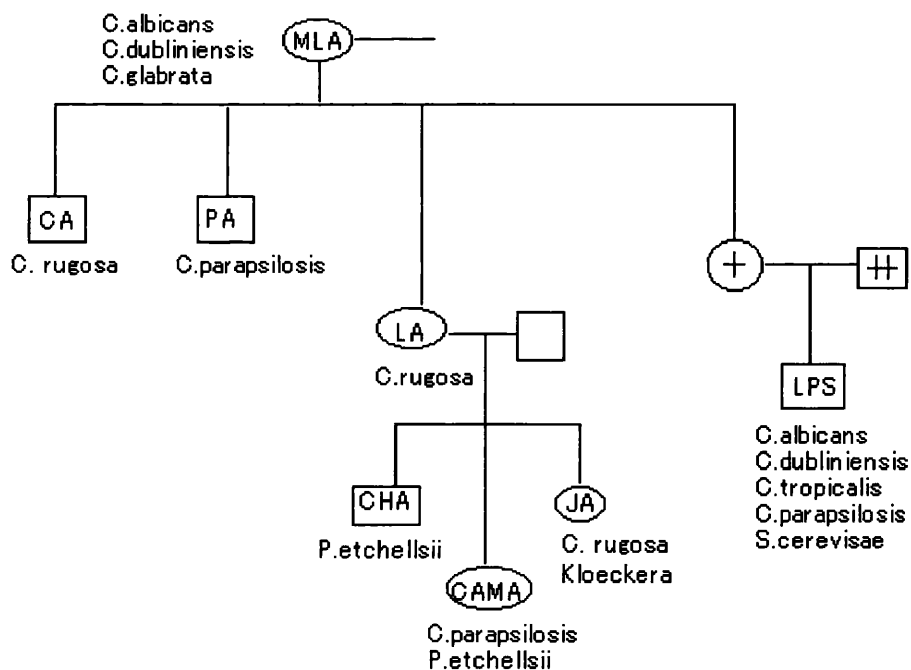 C.albicans
C.dubliniensis
C.glabrata
MLA
CA
C. rugosa
PA
C.parapsilosis
LA
C.rugosa
CHA
P.etchellsii
CAMA
C.parapsilosis
P.etchellsii
JA
C. rugosa
Kloeckera
LPS
C.albicans
C.dubliniensis
C.tropicalis
C.parapsilosis
S.cerevisae